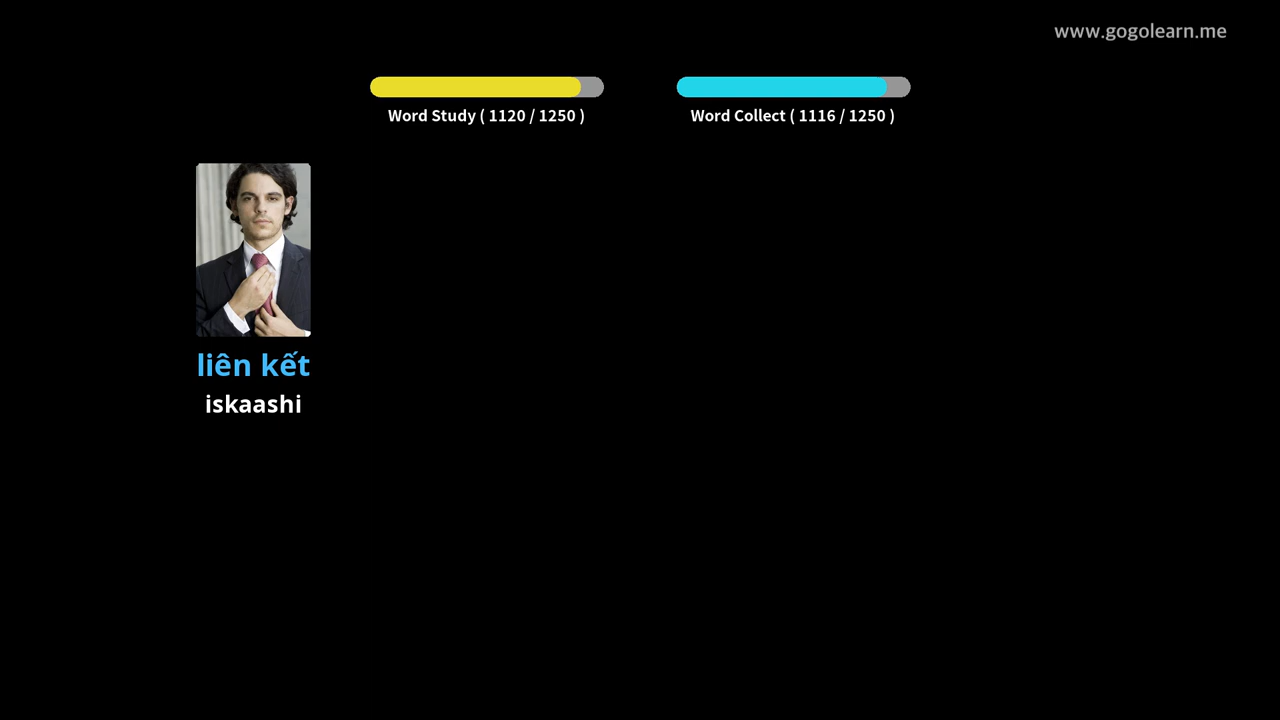 www.gogolearn.me
Word Study ( 1120 / 1250 )
Word Collect ( 1116 / 1250 )
liên kết
iskaashi